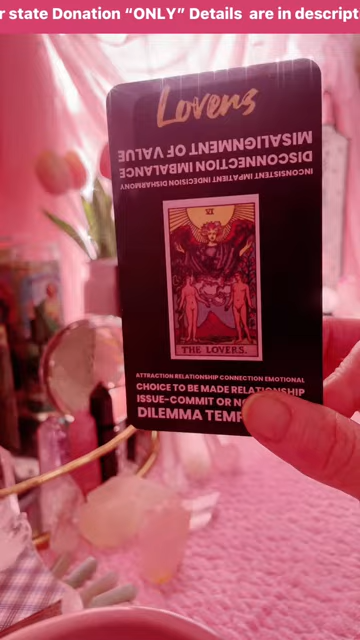 r state Donation “ONLY” Details are in descript
Lovers
MISALIGNMENT OF VALUE
DISCONNECTION IMBALANCE
INCONSISTENT IMPATIENT INDECISION DISHARMONY
VI
THE LOVERS.
ATTRACTION RELATIONSHIP CONNECTION EMOTIONAL
CHOICE TO BE MADE RELATIONSHIP
ISSUE-COMMIT OR NO
DILEMMA TEMP